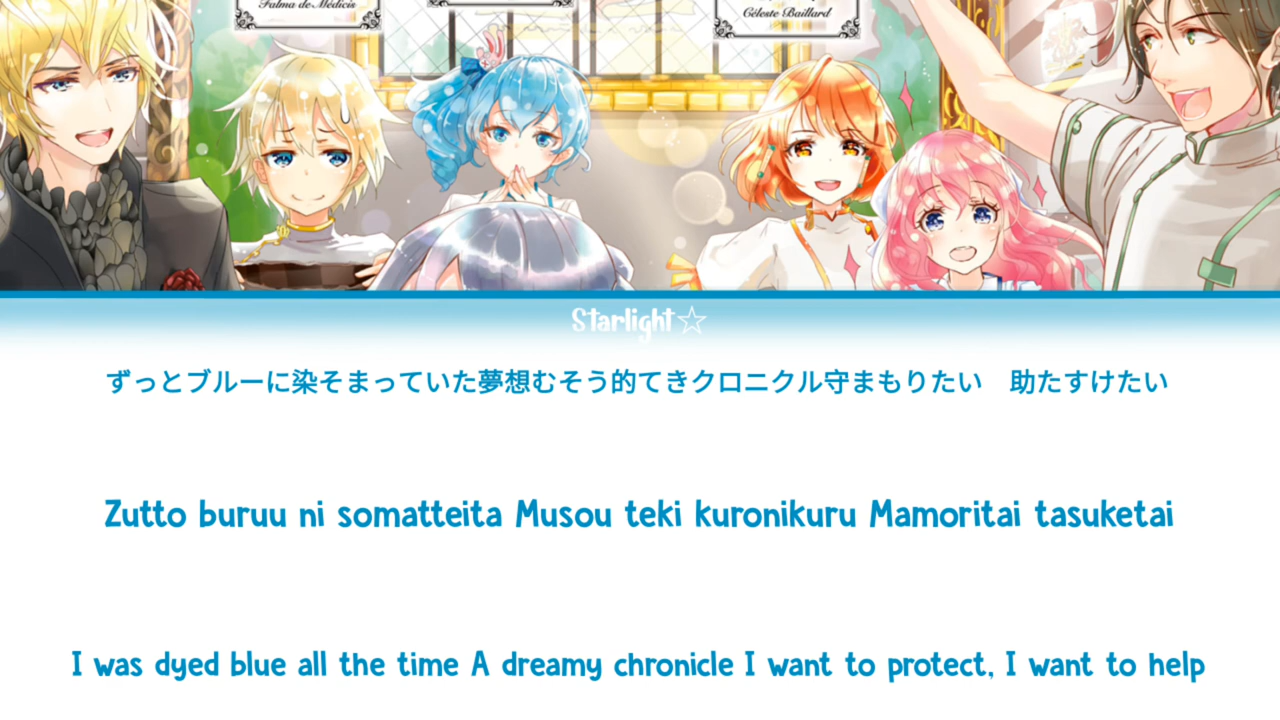 Falma de Médicis
Céleste Baillard
Starlight☆
ずっとブルーに染そまっていた夢想むそう的てきクロニクル守まもりたい　助たすけたい
Zutto buruu ni somatteita Musou teki kuronikuru Mamoritai tasuketai
I was dyed blue all the time A dreamy chronicle I want to protect, I want to help